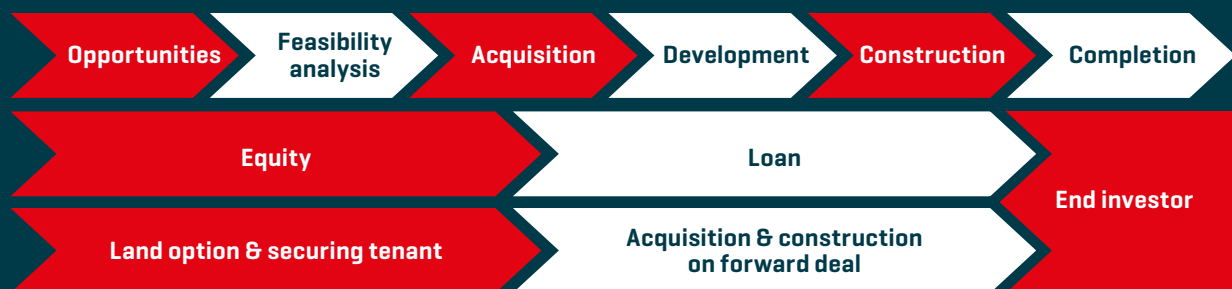 Opportunities
Feasibility
analysis
Acquisition
Development
Construction
Completion
Equity
Loan
End investor
Land option & securing tenant
Acquisition & construction
on forward deal